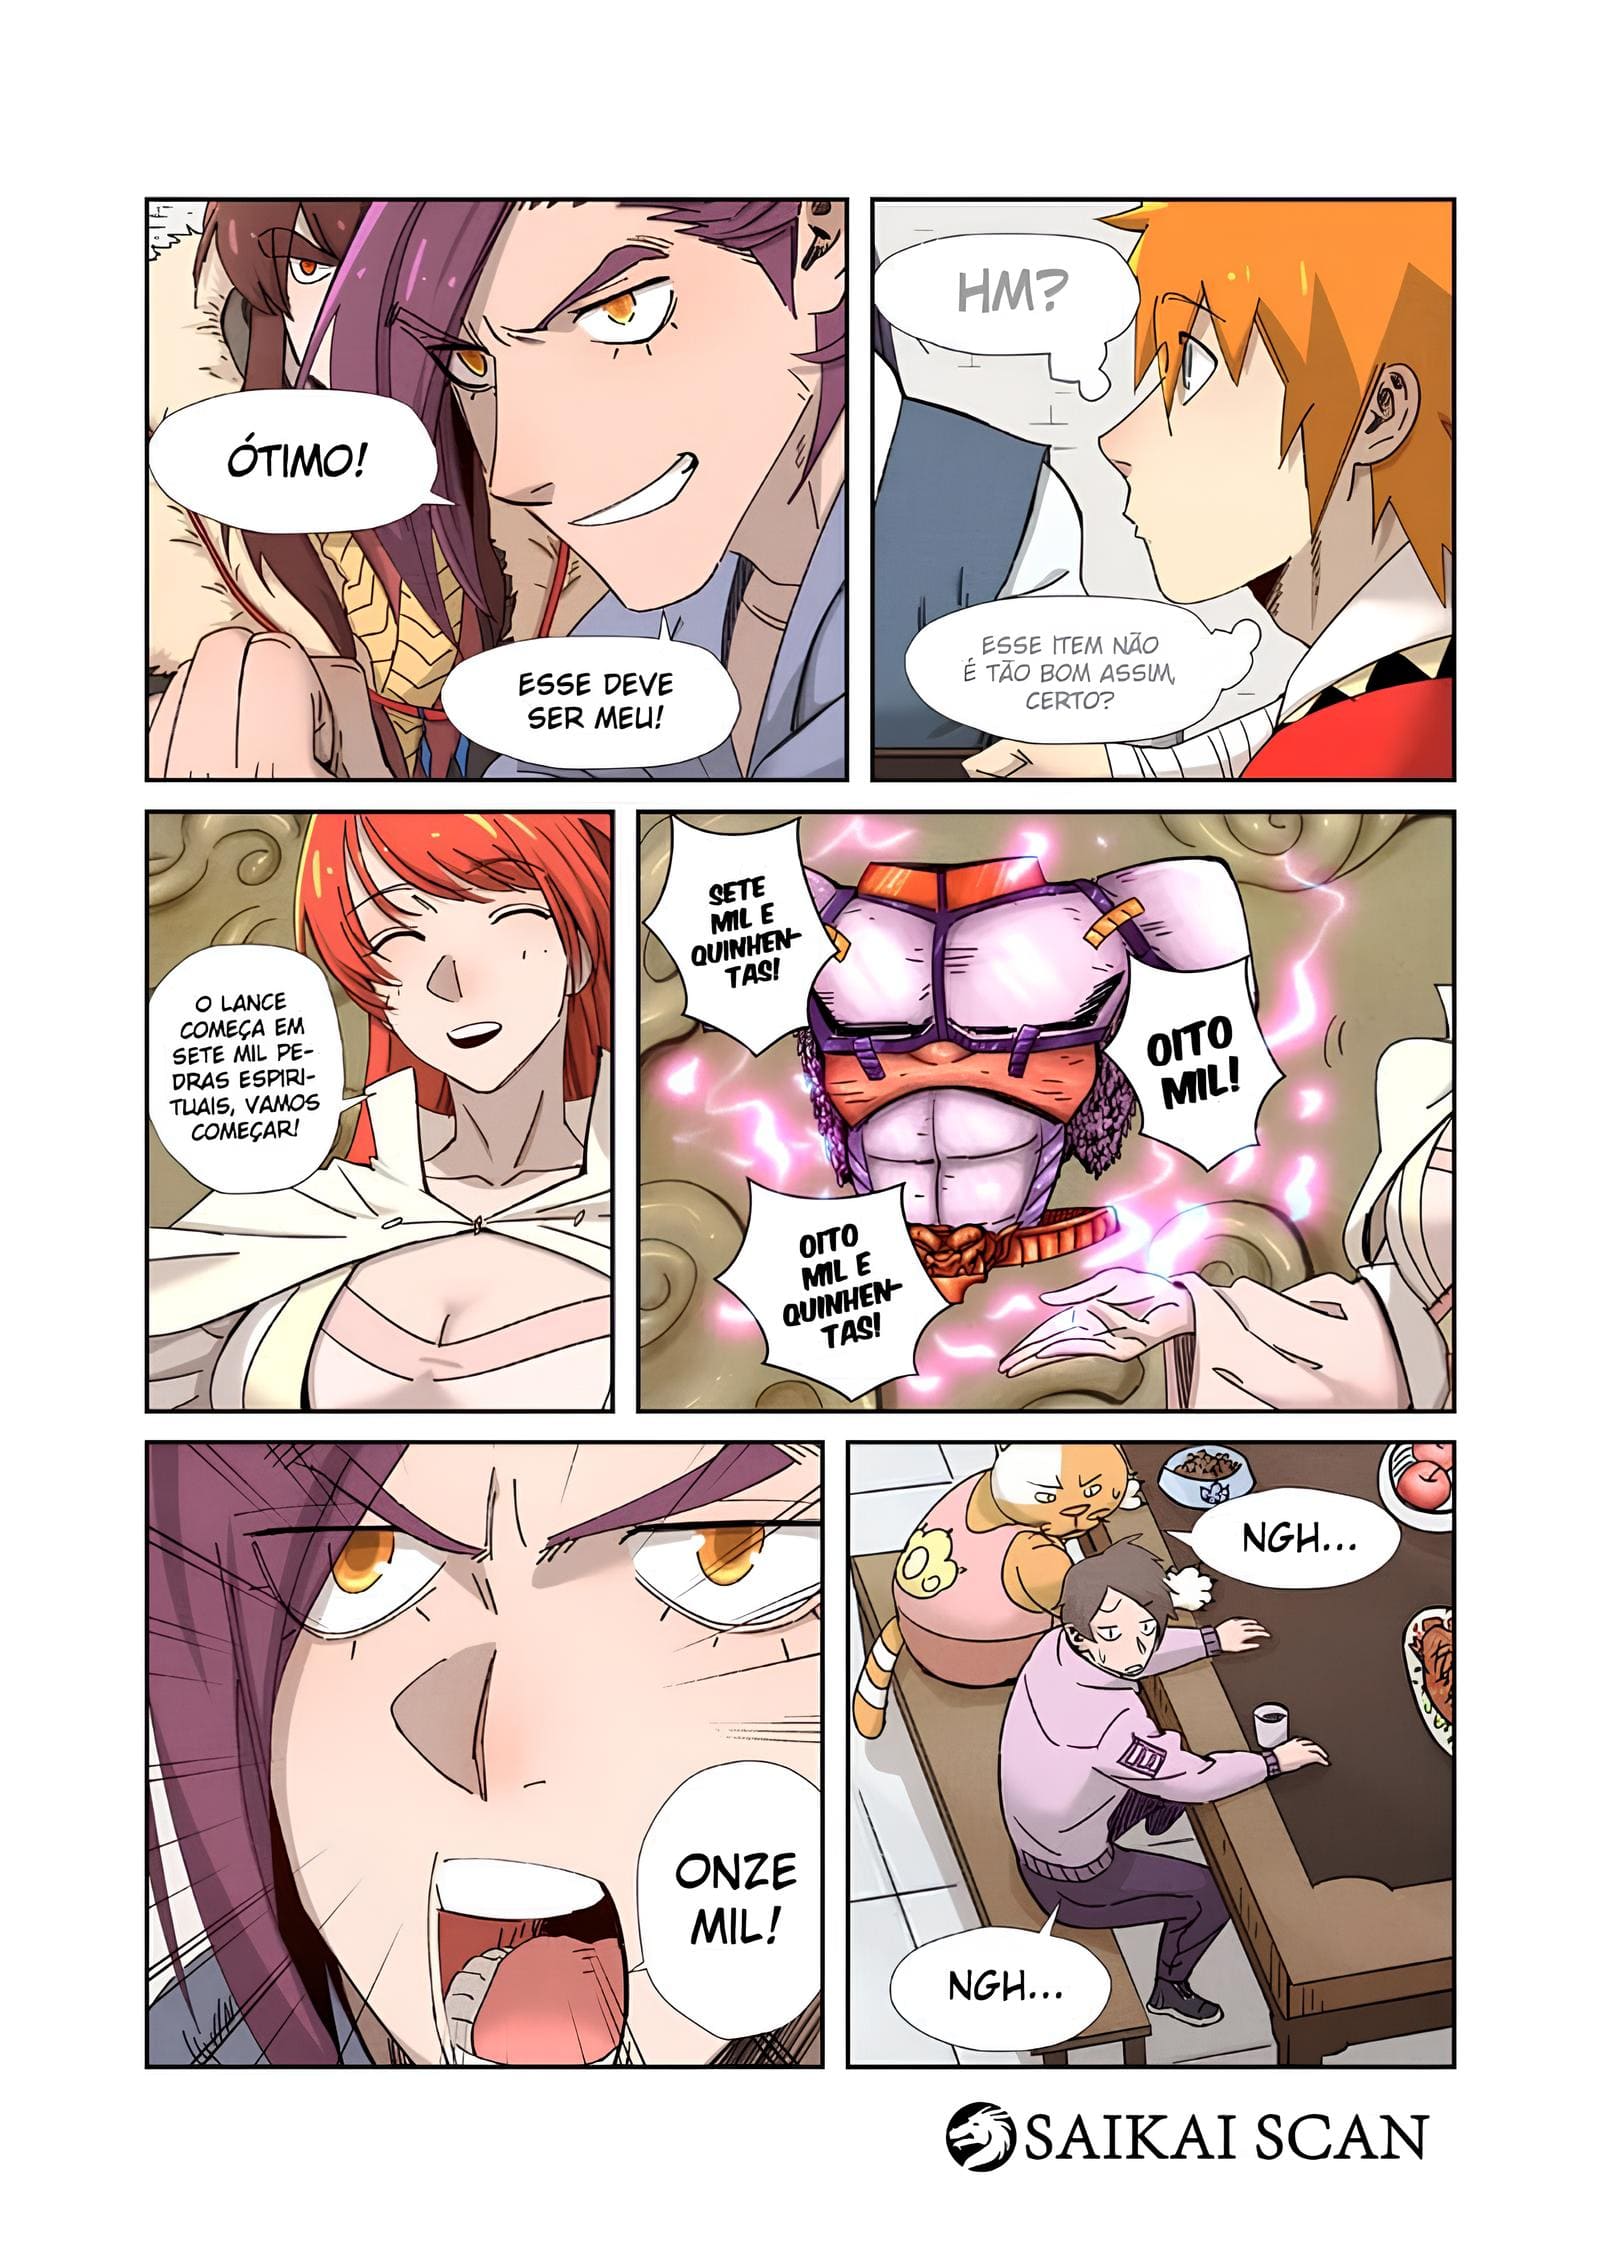 ÓTIMO!
ESSE DEVE
SER MEU!
HM?
ESSE ITEM NÃO
É TÃO BOM ASSIM,
CERTO?
O LANCE
COMEÇA EM
SETE MIL PE-
DRAS ESPIRI-
TUAIS, VAMOS
COMEÇAR!
SETE
MIL E
QUINHEN-
TAS!
OITO
MIL!
OITO
MIL E
QUINHEN-
TAS!
ONZE
MIL!
NGH...
NGH...
SAIKAI SCAN